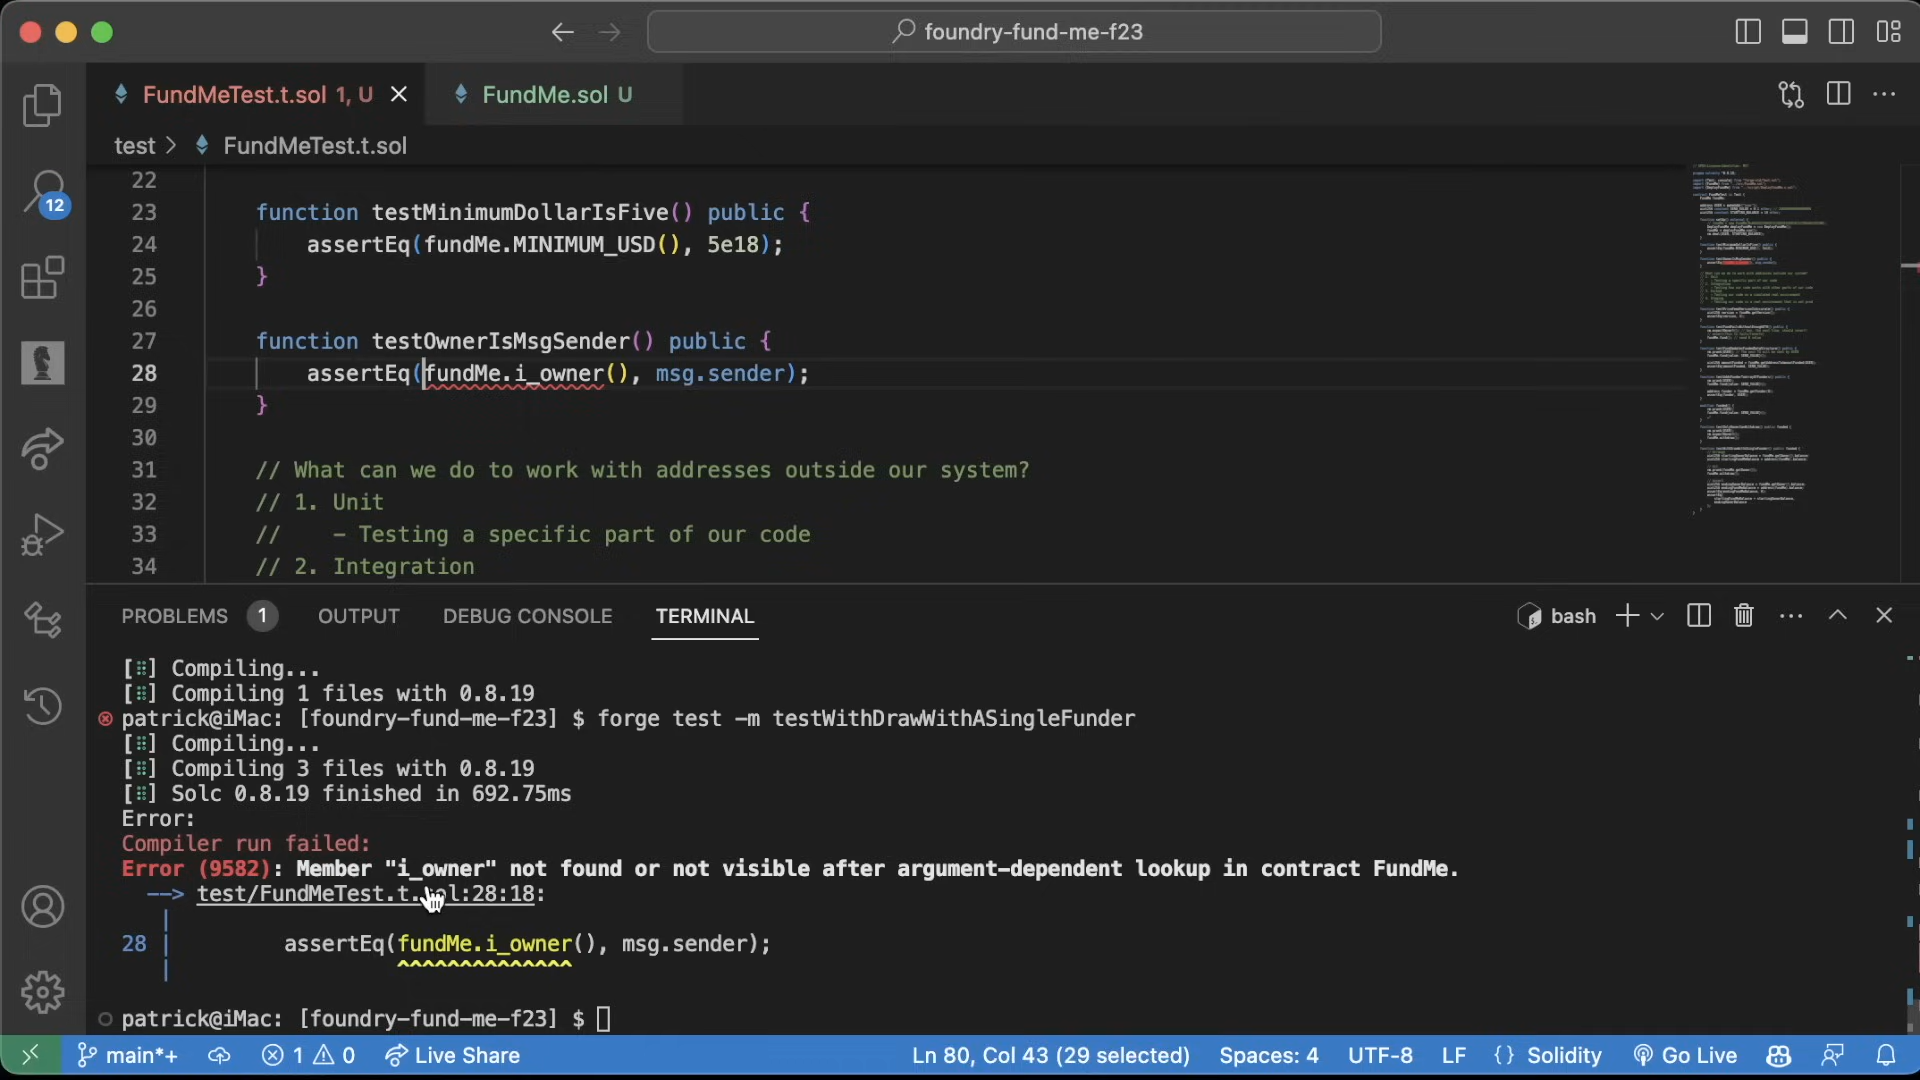 foundry-fund-me-f23
FundMeTest.t.sol 1, U
FundMe.sol U
test > FundMeTest.t.sol
12
22
23 function testMinimumDollarIsFive() public {
24 assertEq(fundMe.MINIMUM_USD(), 5e18);
25 }
26
27 function testOwnerIsMsgSender() public {
28 assertEq(fundMe.i_owner(), msg.sender);
29 }
30
31 // What can we do to work with addresses outside our system?
32 // 1. Unit
33 //    - Testing a specific part of our code
34 // 2. Integration
PROBLEMS 1 OUTPUT DEBUG CONSOLE TERMINAL bash
[⠿] Compiling...
[⠿] Compiling 1 files with 0.8.19
patrick@iMac: [foundry-fund-me-f23] $ forge test -m testWithDrawWithASingleFunder
[⠿] Compiling...
[⠿] Compiling 3 files with 0.8.19
[⠿] Solc 0.8.19 finished in 692.75ms
Error:
Compiler run failed:
Error (9582): Member "i_owner" not found or not visible after argument-dependent lookup in contract FundMe.
--> test/FundMeTest.t.sol:28:18:
|
28 | assertEq(fundMe.i_owner(), msg.sender);
| ^^^^^^^^^^^^^^
patrick@iMac: [foundry-fund-me-f23] $
main*+ 1 0 Live Share Ln 80, Col 43 (29 selected) Spaces: 4 UTF-8 LF {} Solidity Go Live